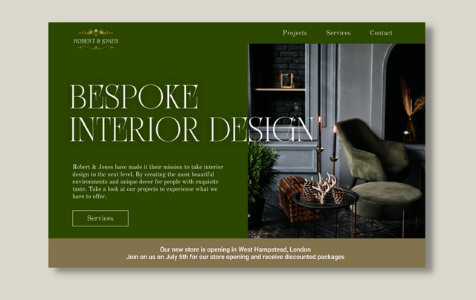 ROBERT & JONES
Projects
Services
Contact
BESPOKE
INTERIOR DESIGN
Robert & Jones have made it their mission to take interior
design to the next level. By creating the most beautiful
environments and unique decor for people with exquisite
taste. Take a look at our projects to experience what we
have to offer.
Services
Our new store is opening in West Hampstead, London
Join on us on July 5th for our store opening and receive discounted packages